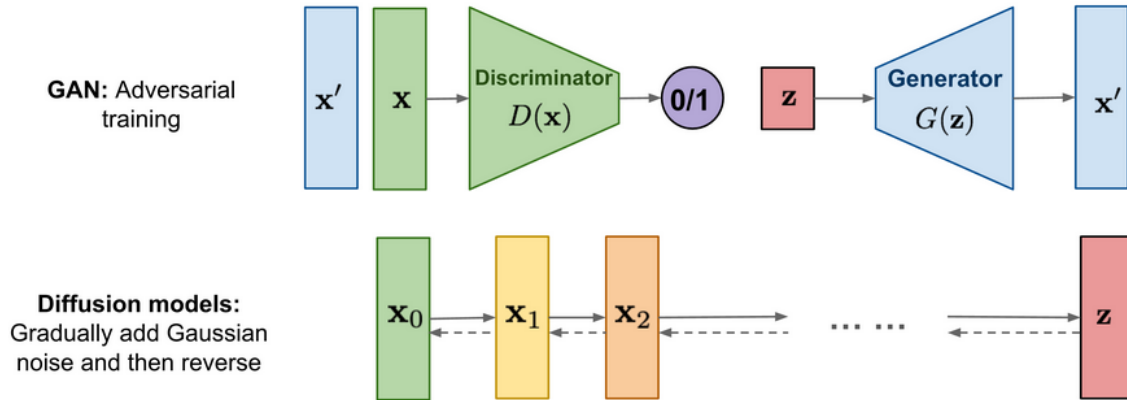 GAN: Adversarial
training
x′
x
Discriminator
D(x)
0/1
z
Generator
G(z)
x′
Diffusion models:
Gradually add Gaussian
noise and then reverse
x₀
x₁
x₂
... ...
z